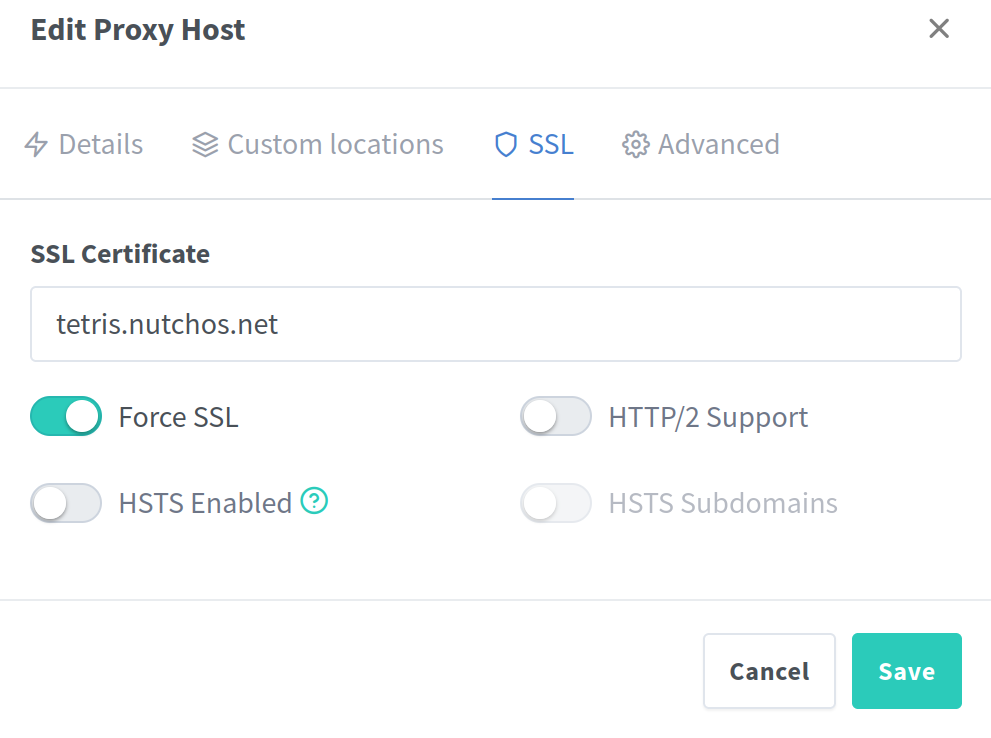 Edit Proxy Host
Details Custom locations SSL Advanced
SSL Certificate
tetris.nutchos.net
Force SSL HTTP/2 Support
HSTS Enabled ? HSTS Subdomains
Cancel Save